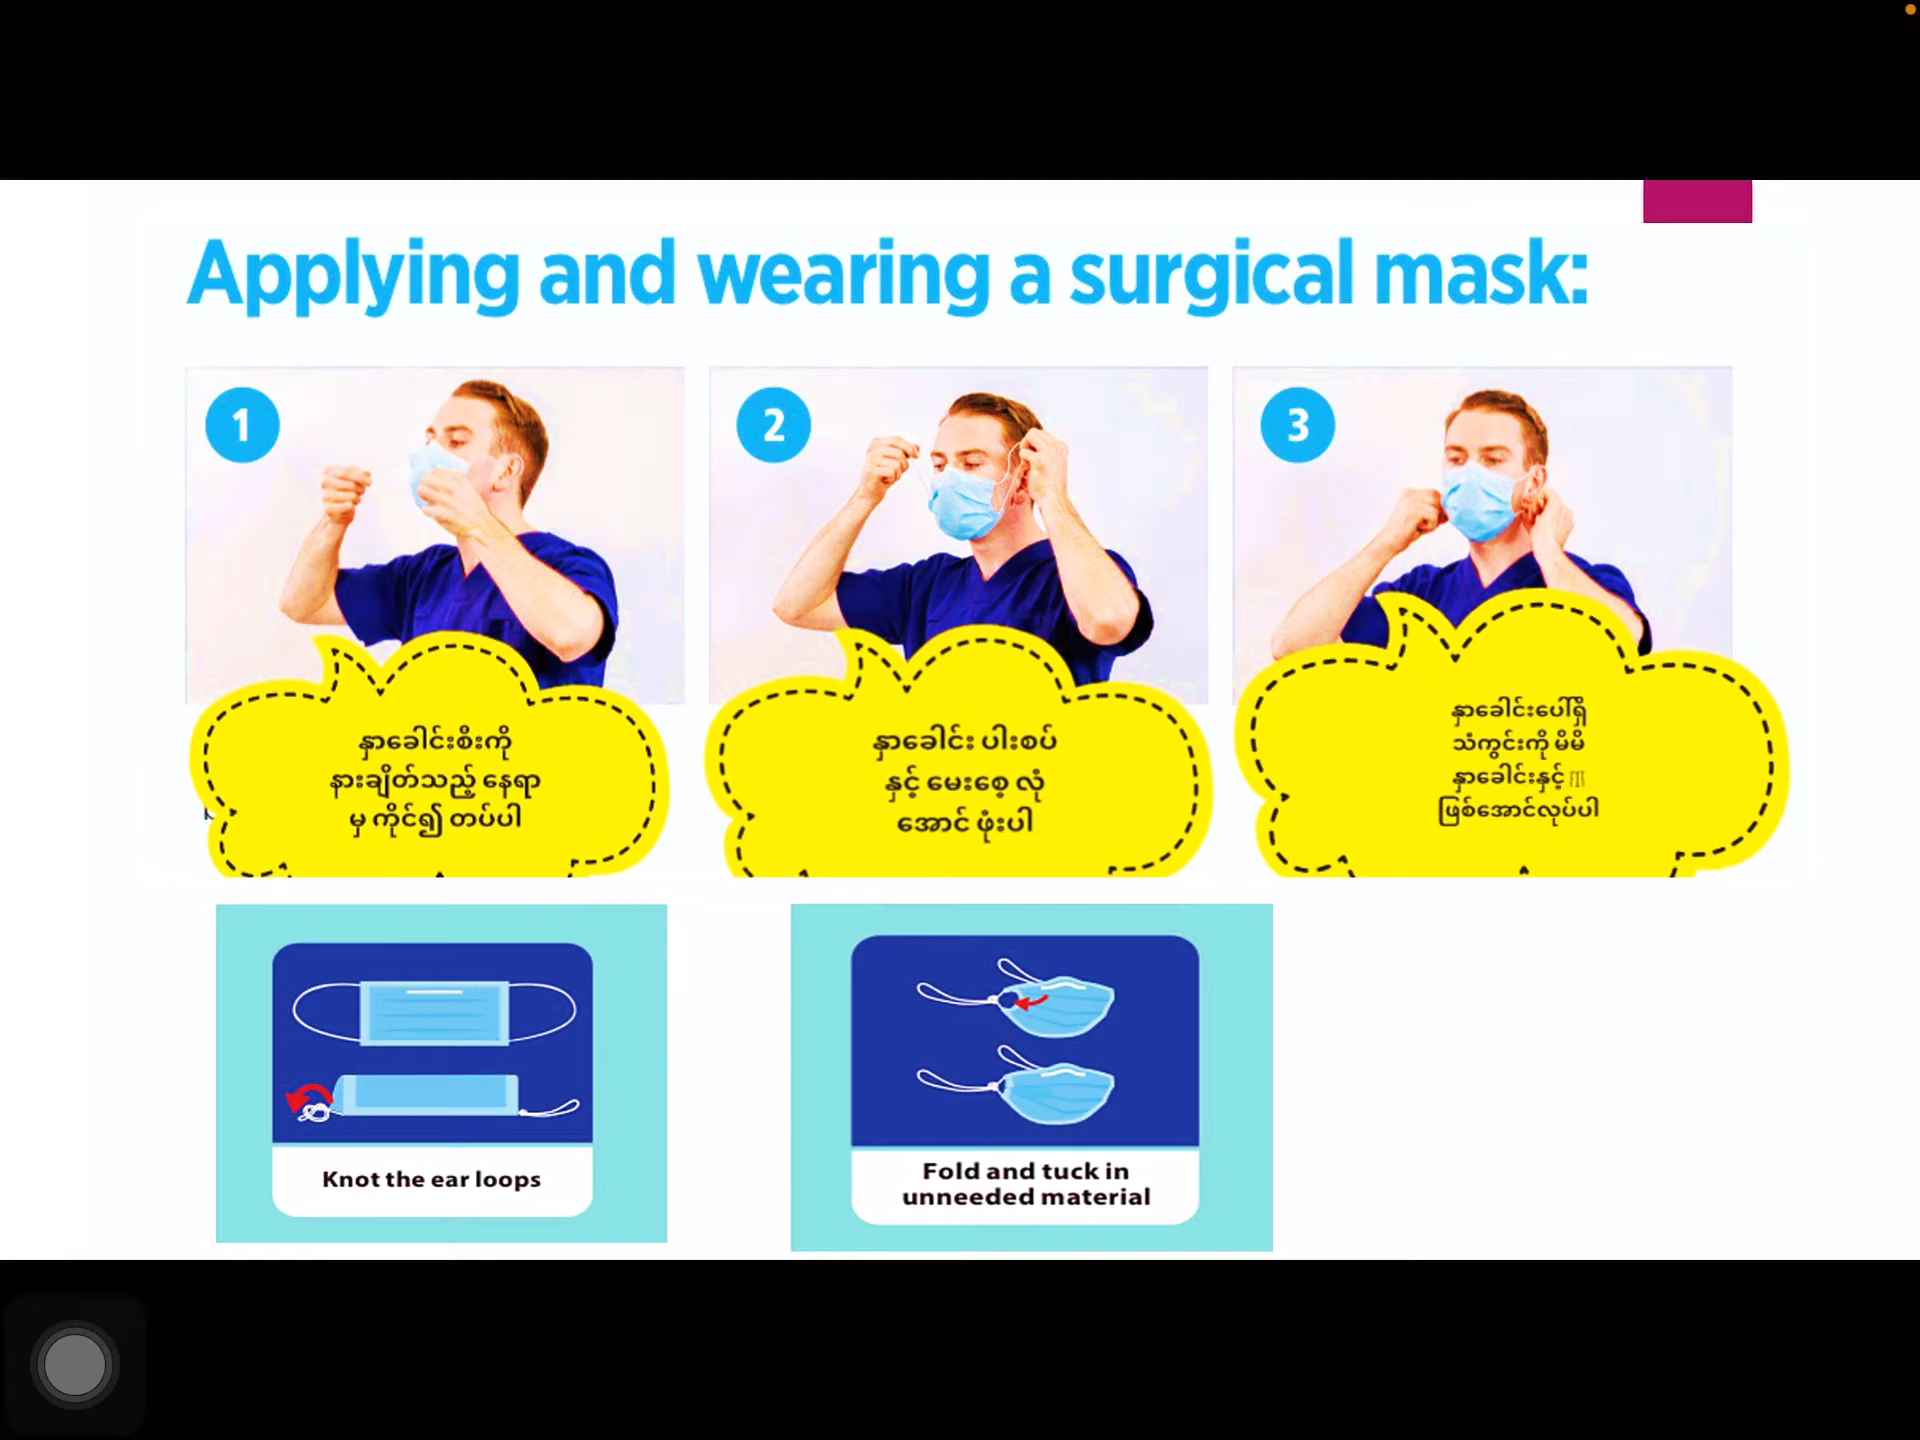 Applying and wearing a surgical mask:
1
2
3
နှာခေါင်းစီးကို
နားချိတ်သည့် နေရာ
မှ ကိုင်၍ တပ်ပါ
နှာခေါင်း ပါးစပ်
နှင့် မေးစေ့ လုံ
အောင် ဖုံးပါ
နှာခေါင်းပေါ်ရှိ
သံကွင်းကို မိမိ
နှာခေါင်းနှင့်
ဖြစ်အောင်လုပ်ပါ
Knot the ear loops
Fold and tuck in
unneeded material